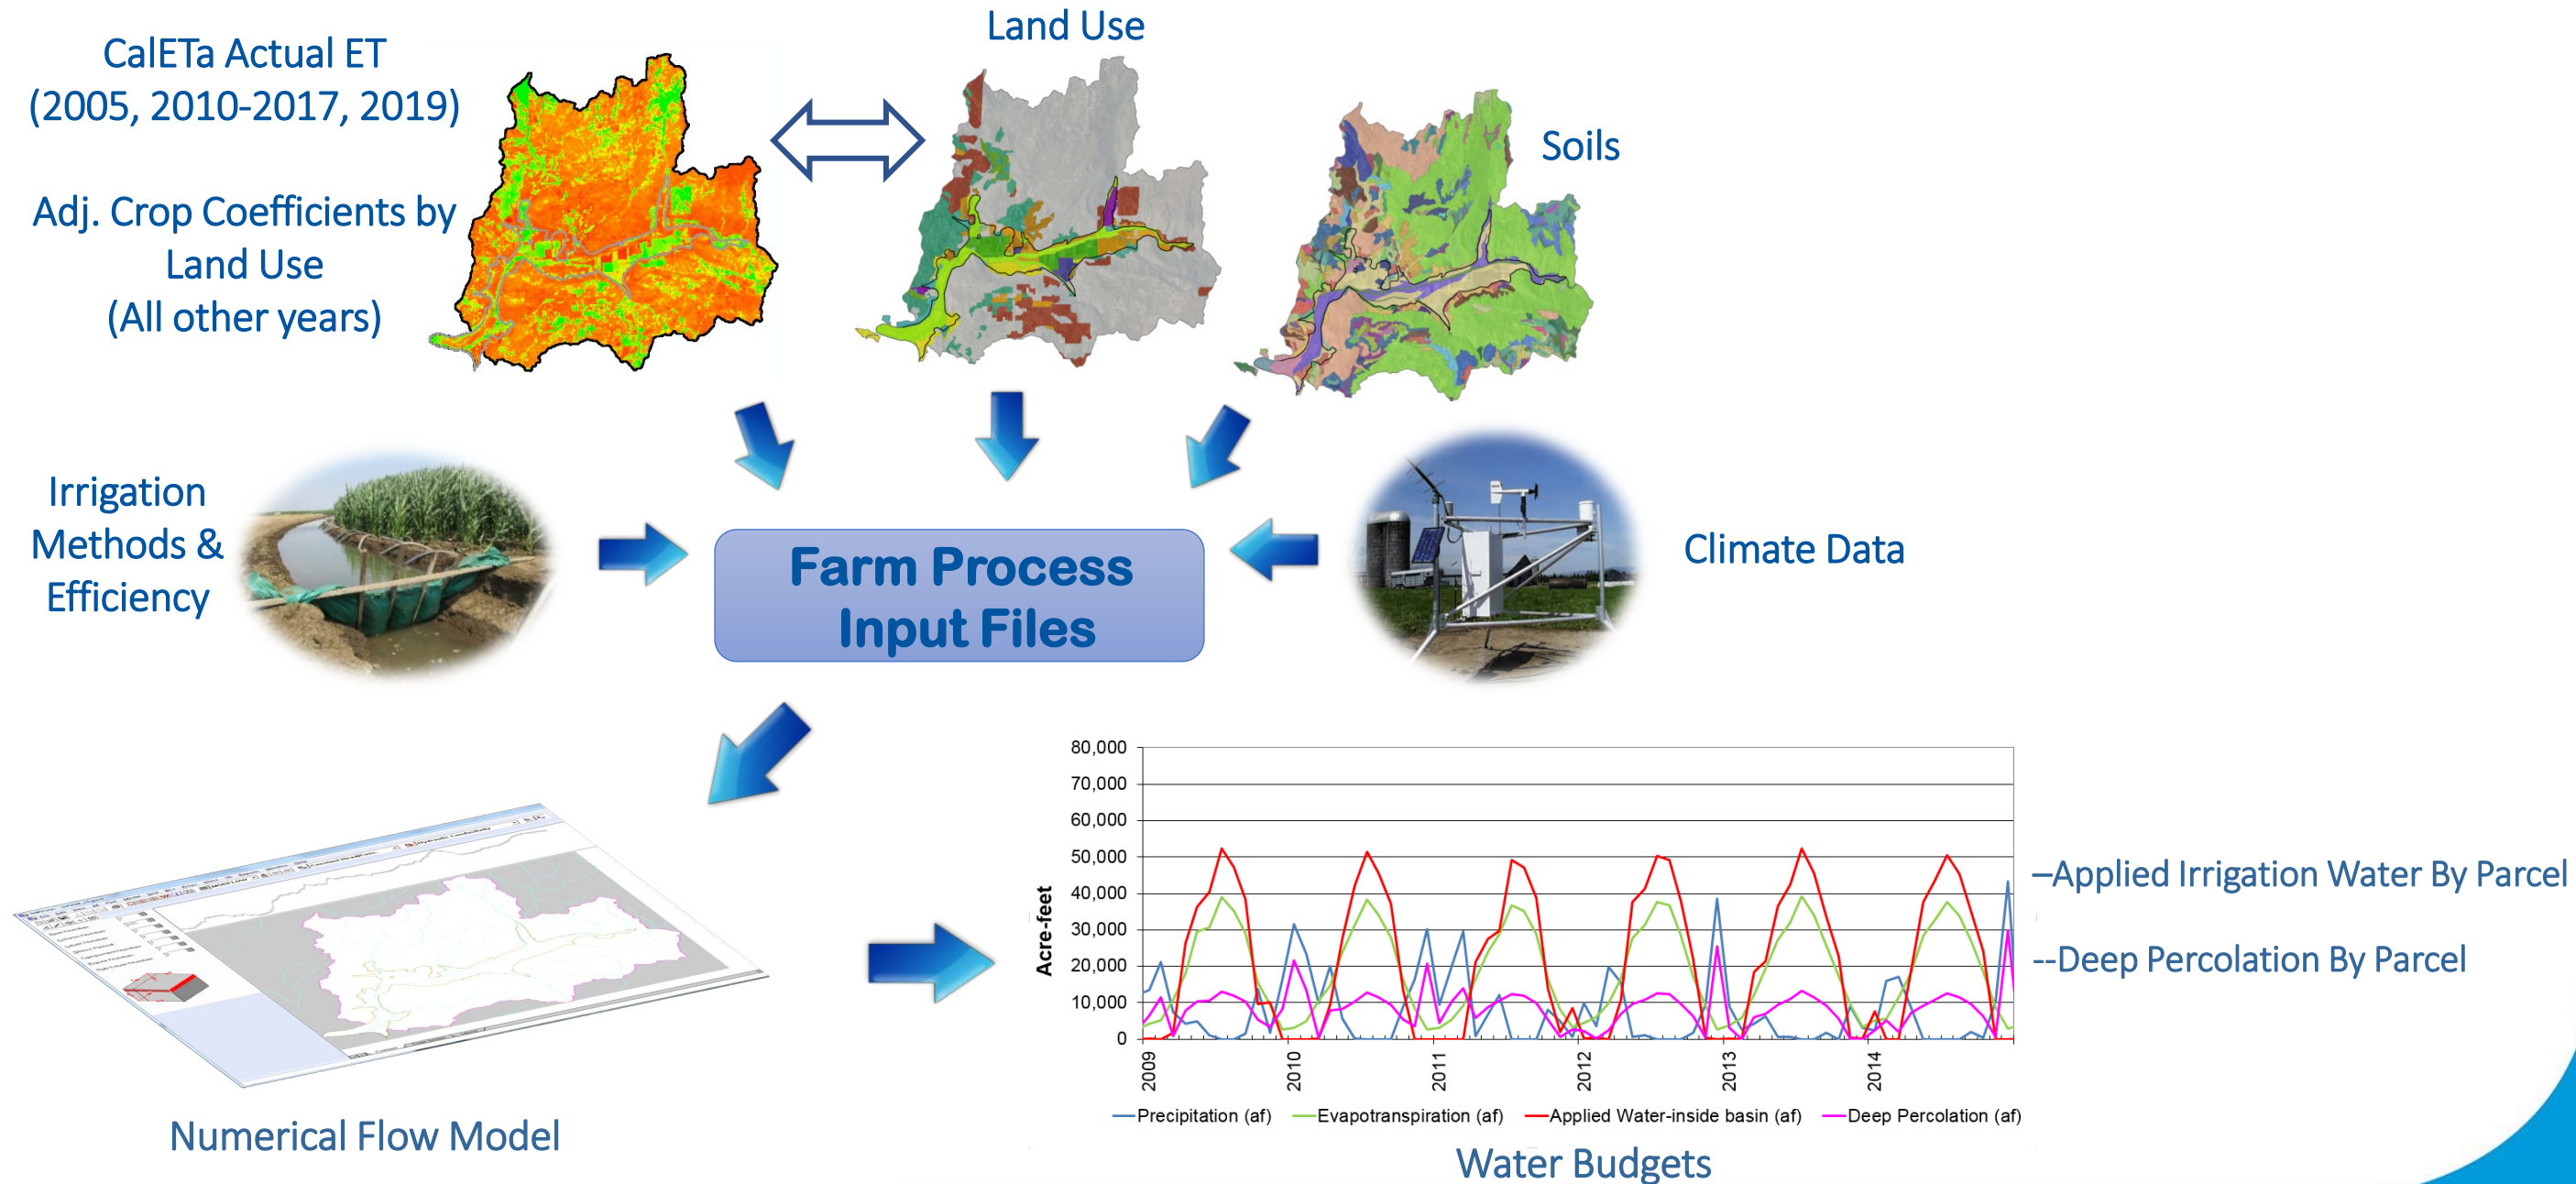 Land Use
CalETa Actual ET
(2005, 2010-2017, 2019)
Adj. Crop Coefficients by
Land Use
(All other years)
Soils
Irrigation
Methods &
Efficiency
Farm Process
Input Files
Climate Data
Numerical Flow Model
80,000
70,000
60,000
50,000
40,000
30,000
20,000
10,000
0
Acre-feet
2009
2010
2011
2012
2013
2014
Precipitation (af)
Evapotranspiration (af)
Applied Water-inside basin (af)
Deep Percolation (af)
Water Budgets
–Applied Irrigation Water By Parcel
--Deep Percolation By Parcel